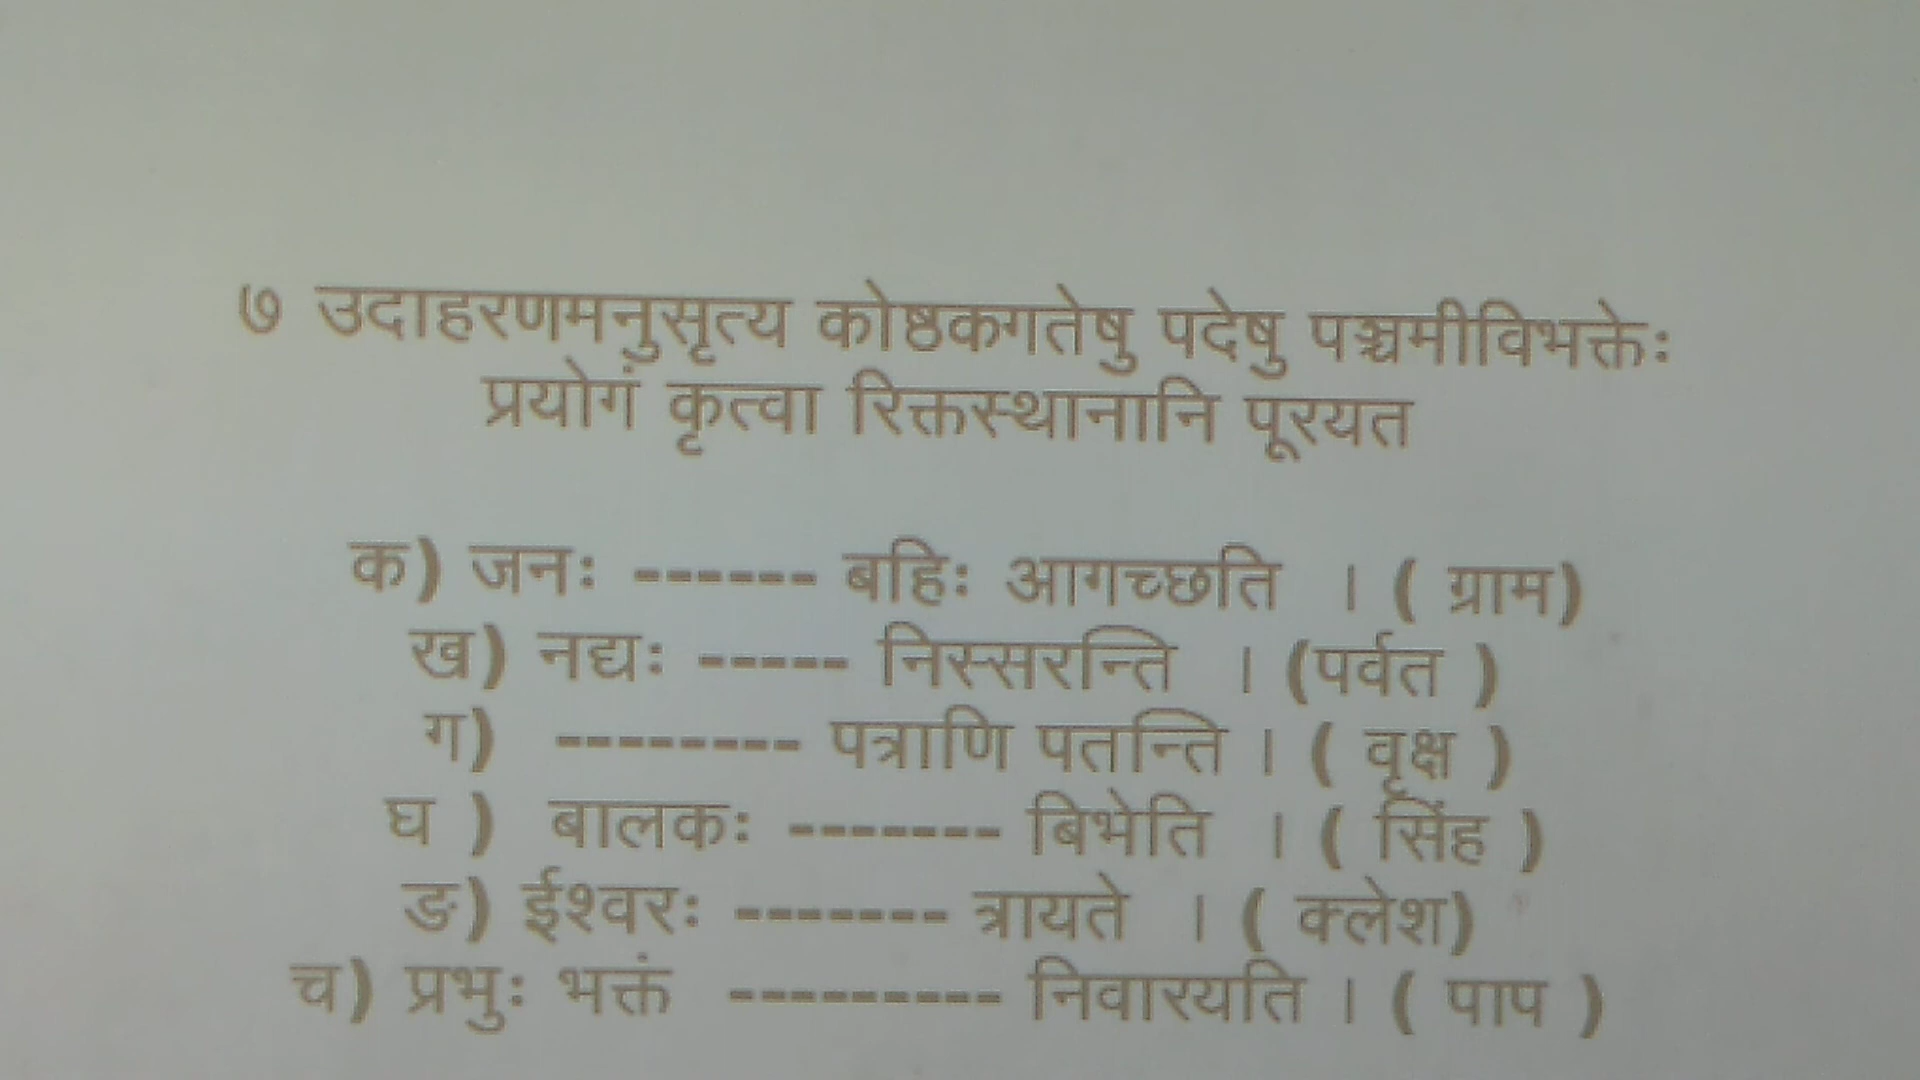 ७ उदाहरणमनुसृत्य कोष्ठकगतेषु पदेषु पञ्चमीविभक्तेः
प्रयोगं कृत्वा रिक्तस्थानानि पूरयत
क) जनः ------ बहिः आगच्छति । ( ग्राम)
ख) नद्यः ----- निस्सरन्ति । (पर्वत )
ग) -------- पत्राणि पतन्ति । ( वृक्ष )
घ ) बालकः ------- बिभेति । ( सिंह )
ङ) ईश्वरः ------- त्रायते । ( क्लेश)
च) प्रभुः भक्तं --------- निवारयति । ( पाप )